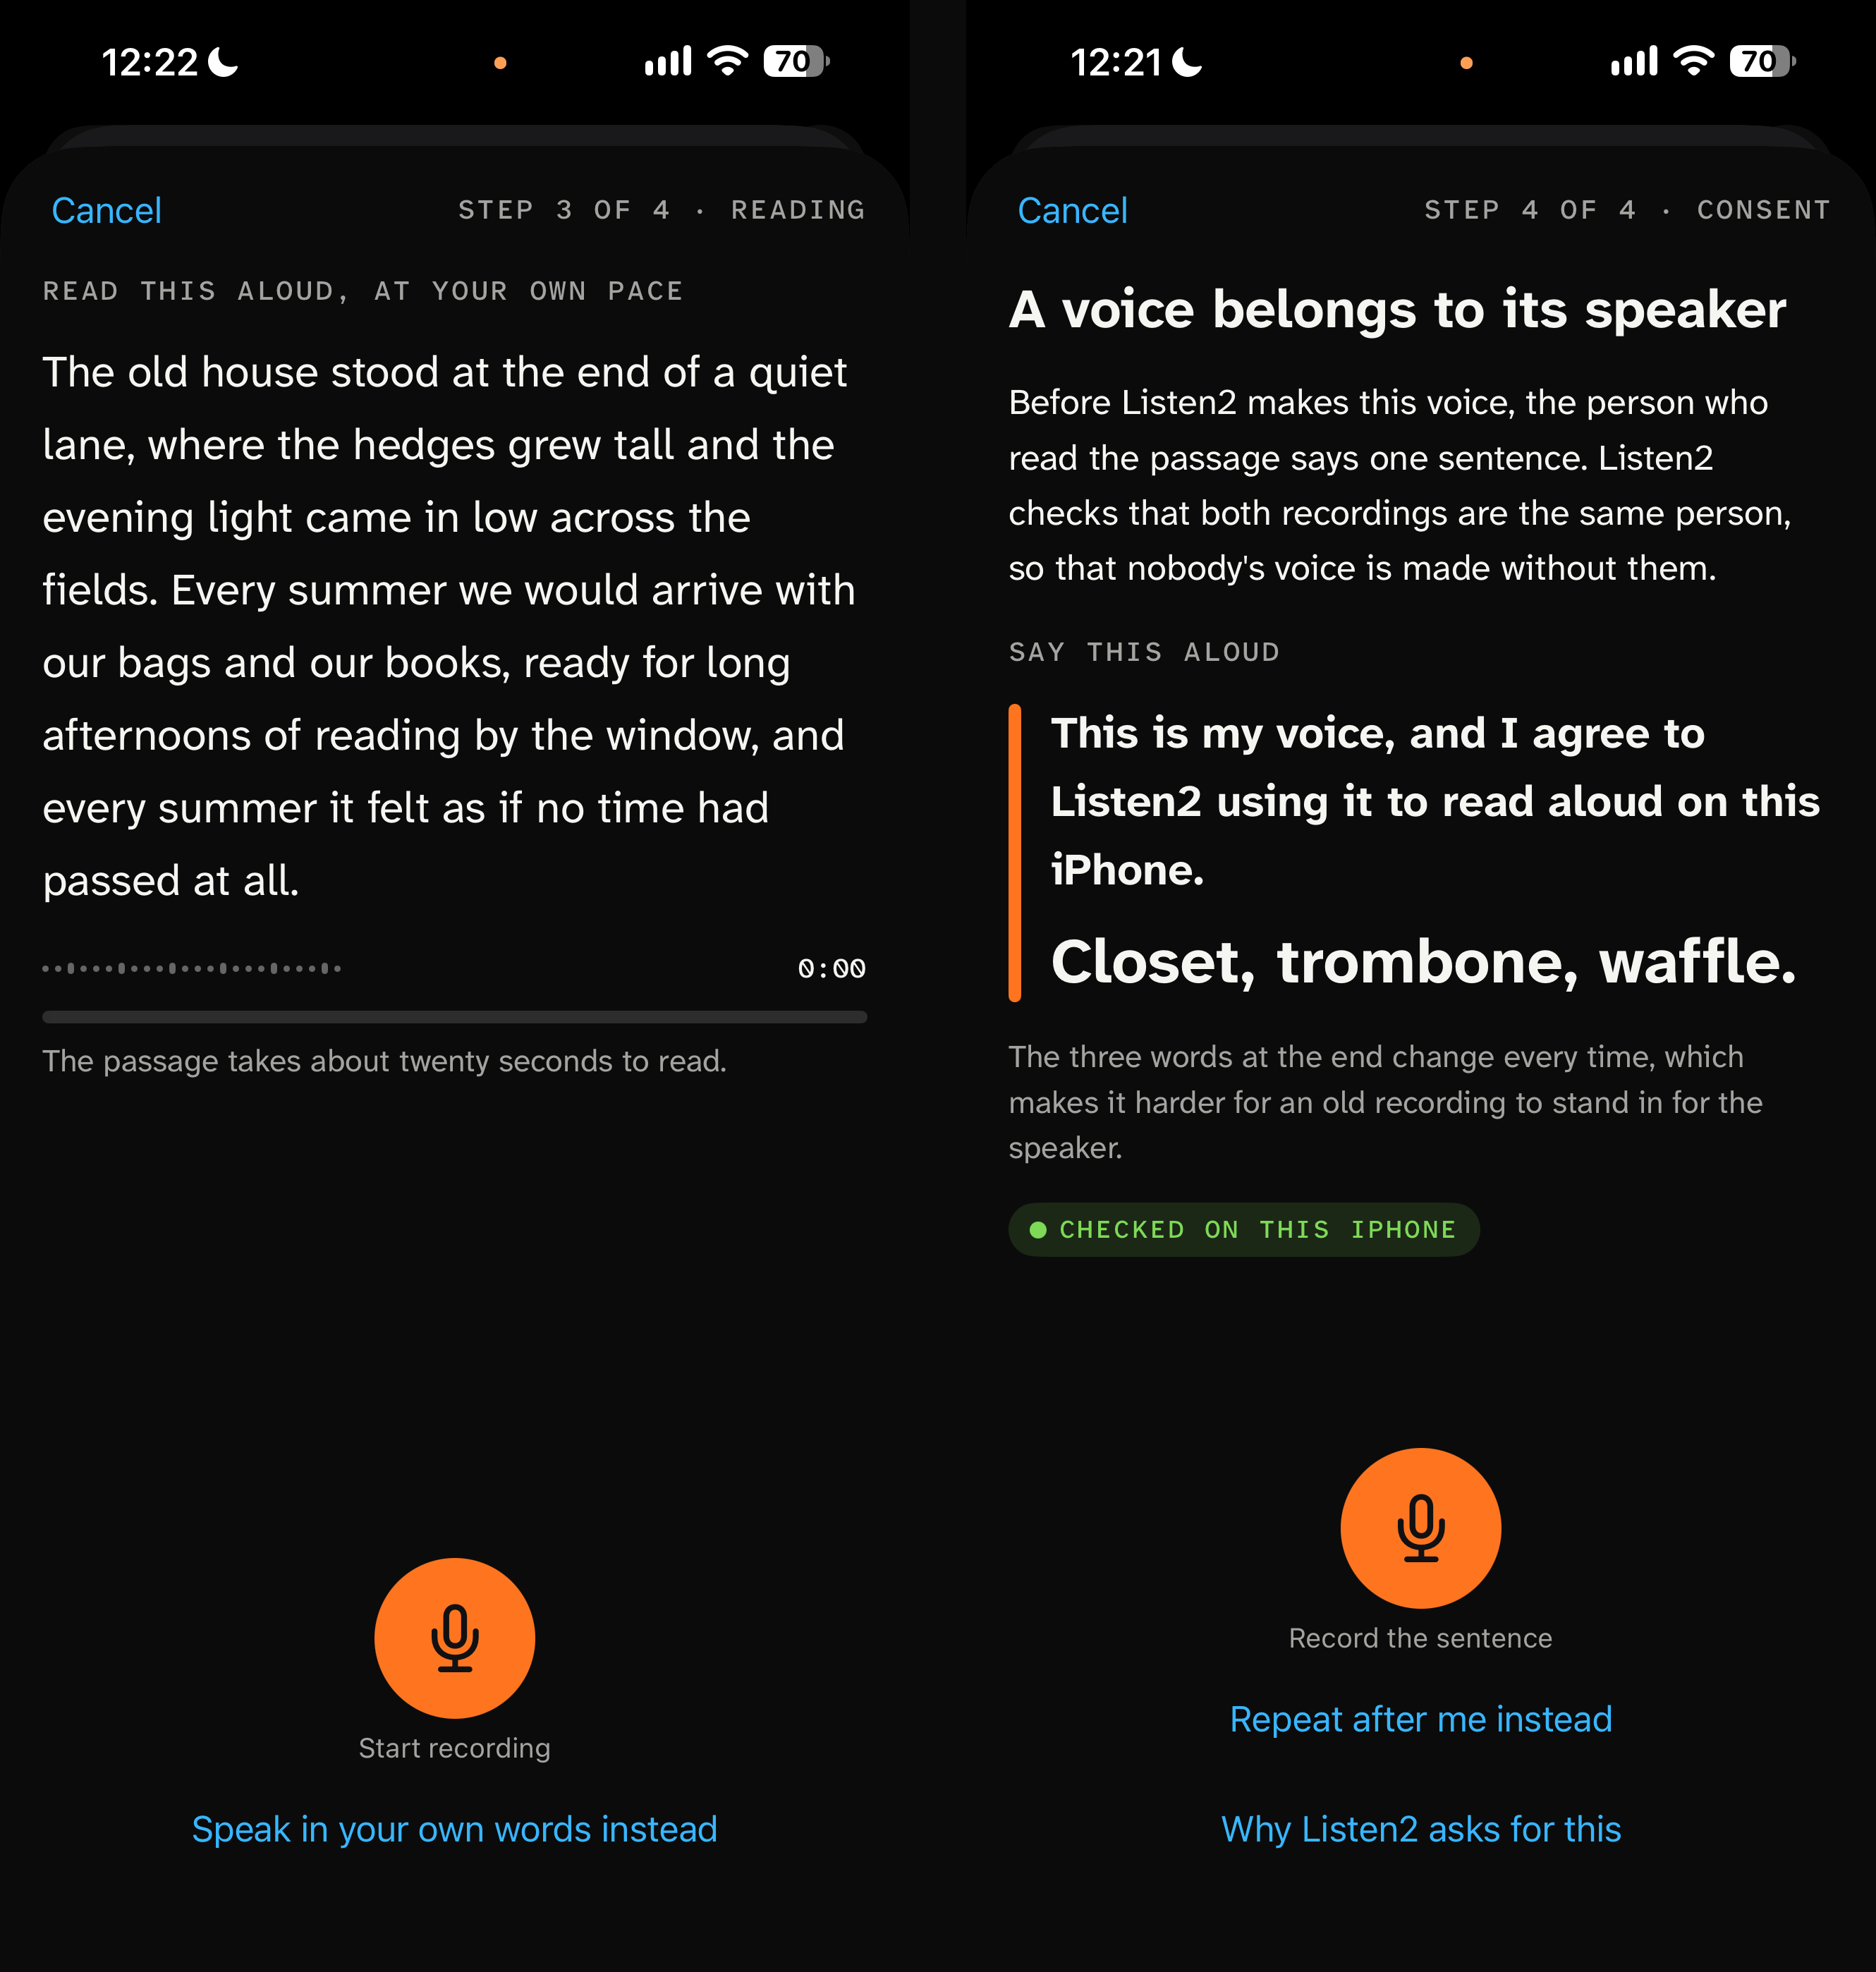 12:22
70
Cancel
STEP 3 OF 4 · READING
READ THIS ALOUD, AT YOUR OWN PACE
The old house stood at the end of a quiet
lane, where the hedges grew tall and the
evening light came in low across the
fields. Every summer we would arrive with
our bags and our books, ready for long
afternoons of reading by the window, and
every summer it felt as if no time had
passed at all.
0:00
The passage takes about twenty seconds to read.
Start recording
Speak in your own words instead
12:21
70
Cancel
STEP 4 OF 4 · CONSENT
A voice belongs to its speaker
Before Listen2 makes this voice, the person who
read the passage says one sentence. Listen2
checks that both recordings are the same person,
so that nobody's voice is made without them.
SAY THIS ALOUD
This is my voice, and I agree to
Listen2 using it to read aloud on this
iPhone.
Closet, trombone, waffle.
The three words at the end change every time, which
makes it harder for an old recording to stand in for the
speaker.
CHECKED ON THIS IPHONE
Record the sentence
Repeat after me instead
Why Listen2 asks for this